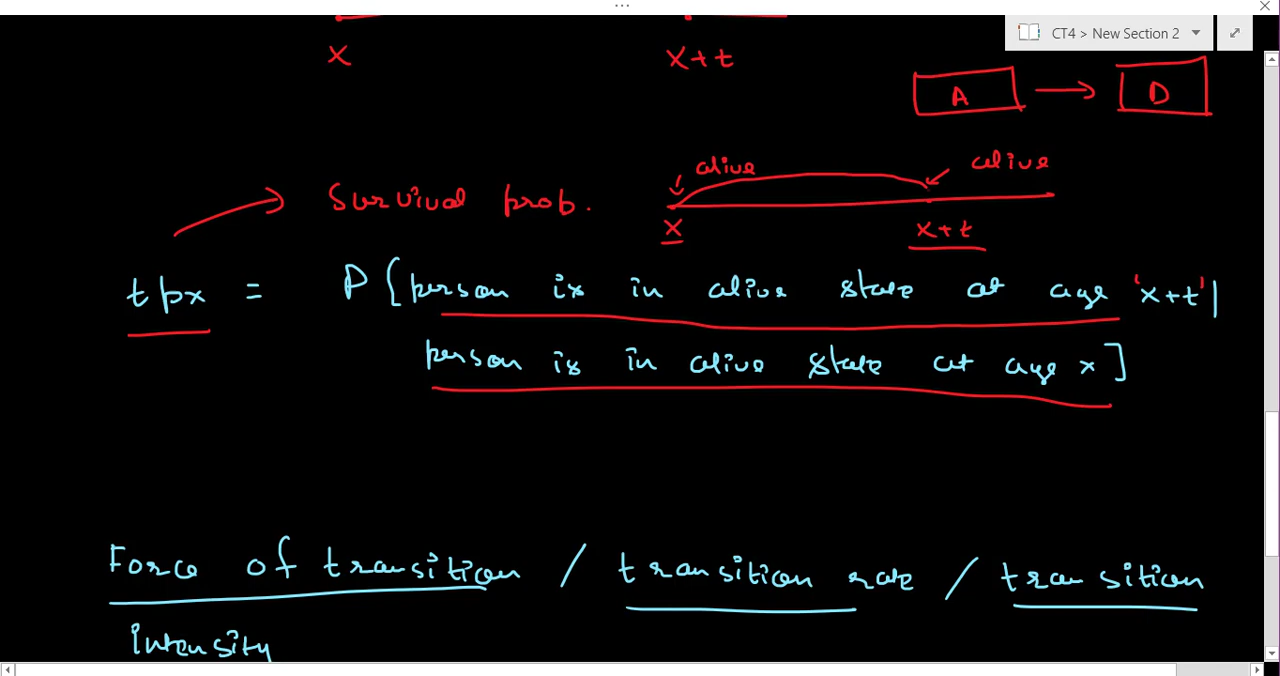 CT4 > New Section 2
x x+t
A D
alive alive
Survival prob.
x x+t
tpx = P{person is in alive state at age 'x+t'|
person is in alive state at age x]
Force of transition / transition rate / transition
intensity